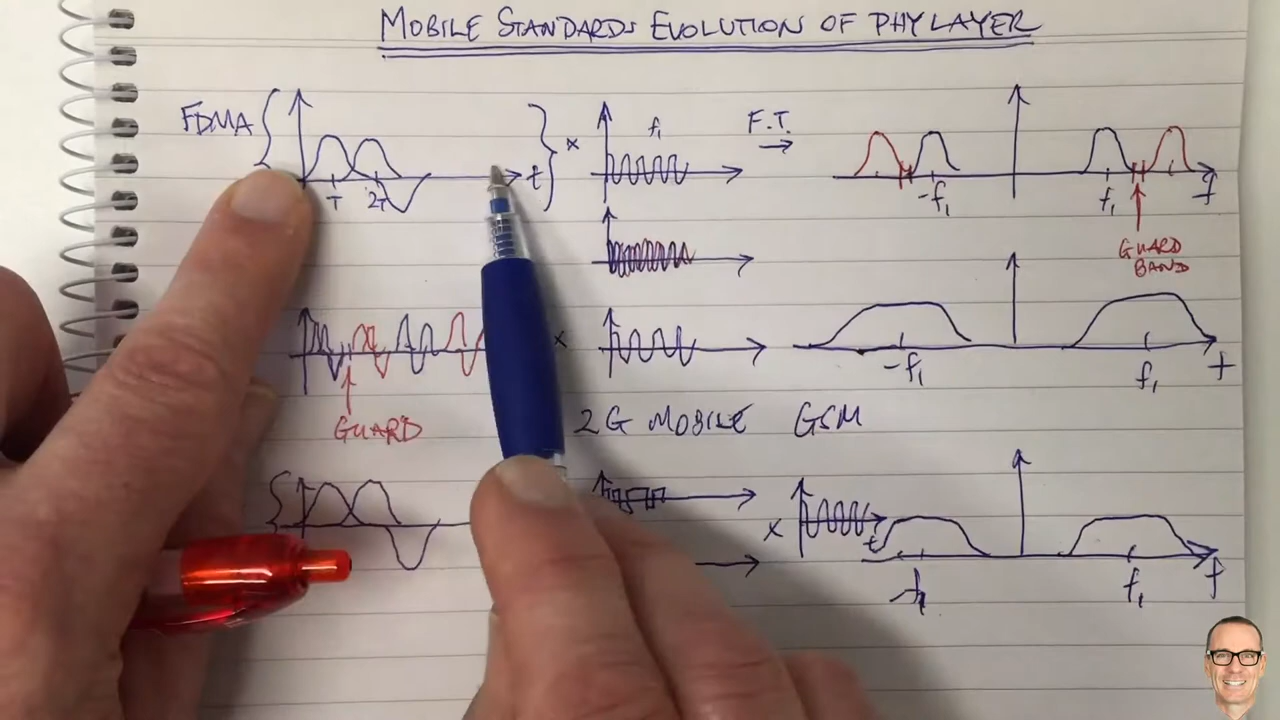 MOBILE STANDARDS EVOLUTION OF PHY LAYER
FDMA
T 2T t
×
f₁
F.T.
-f₁ f₁ f
GUARD
BAND
×
-f₁ f₁ f
GUARD
2G MOBILE GSM
×
t
-f₁ f₁ f